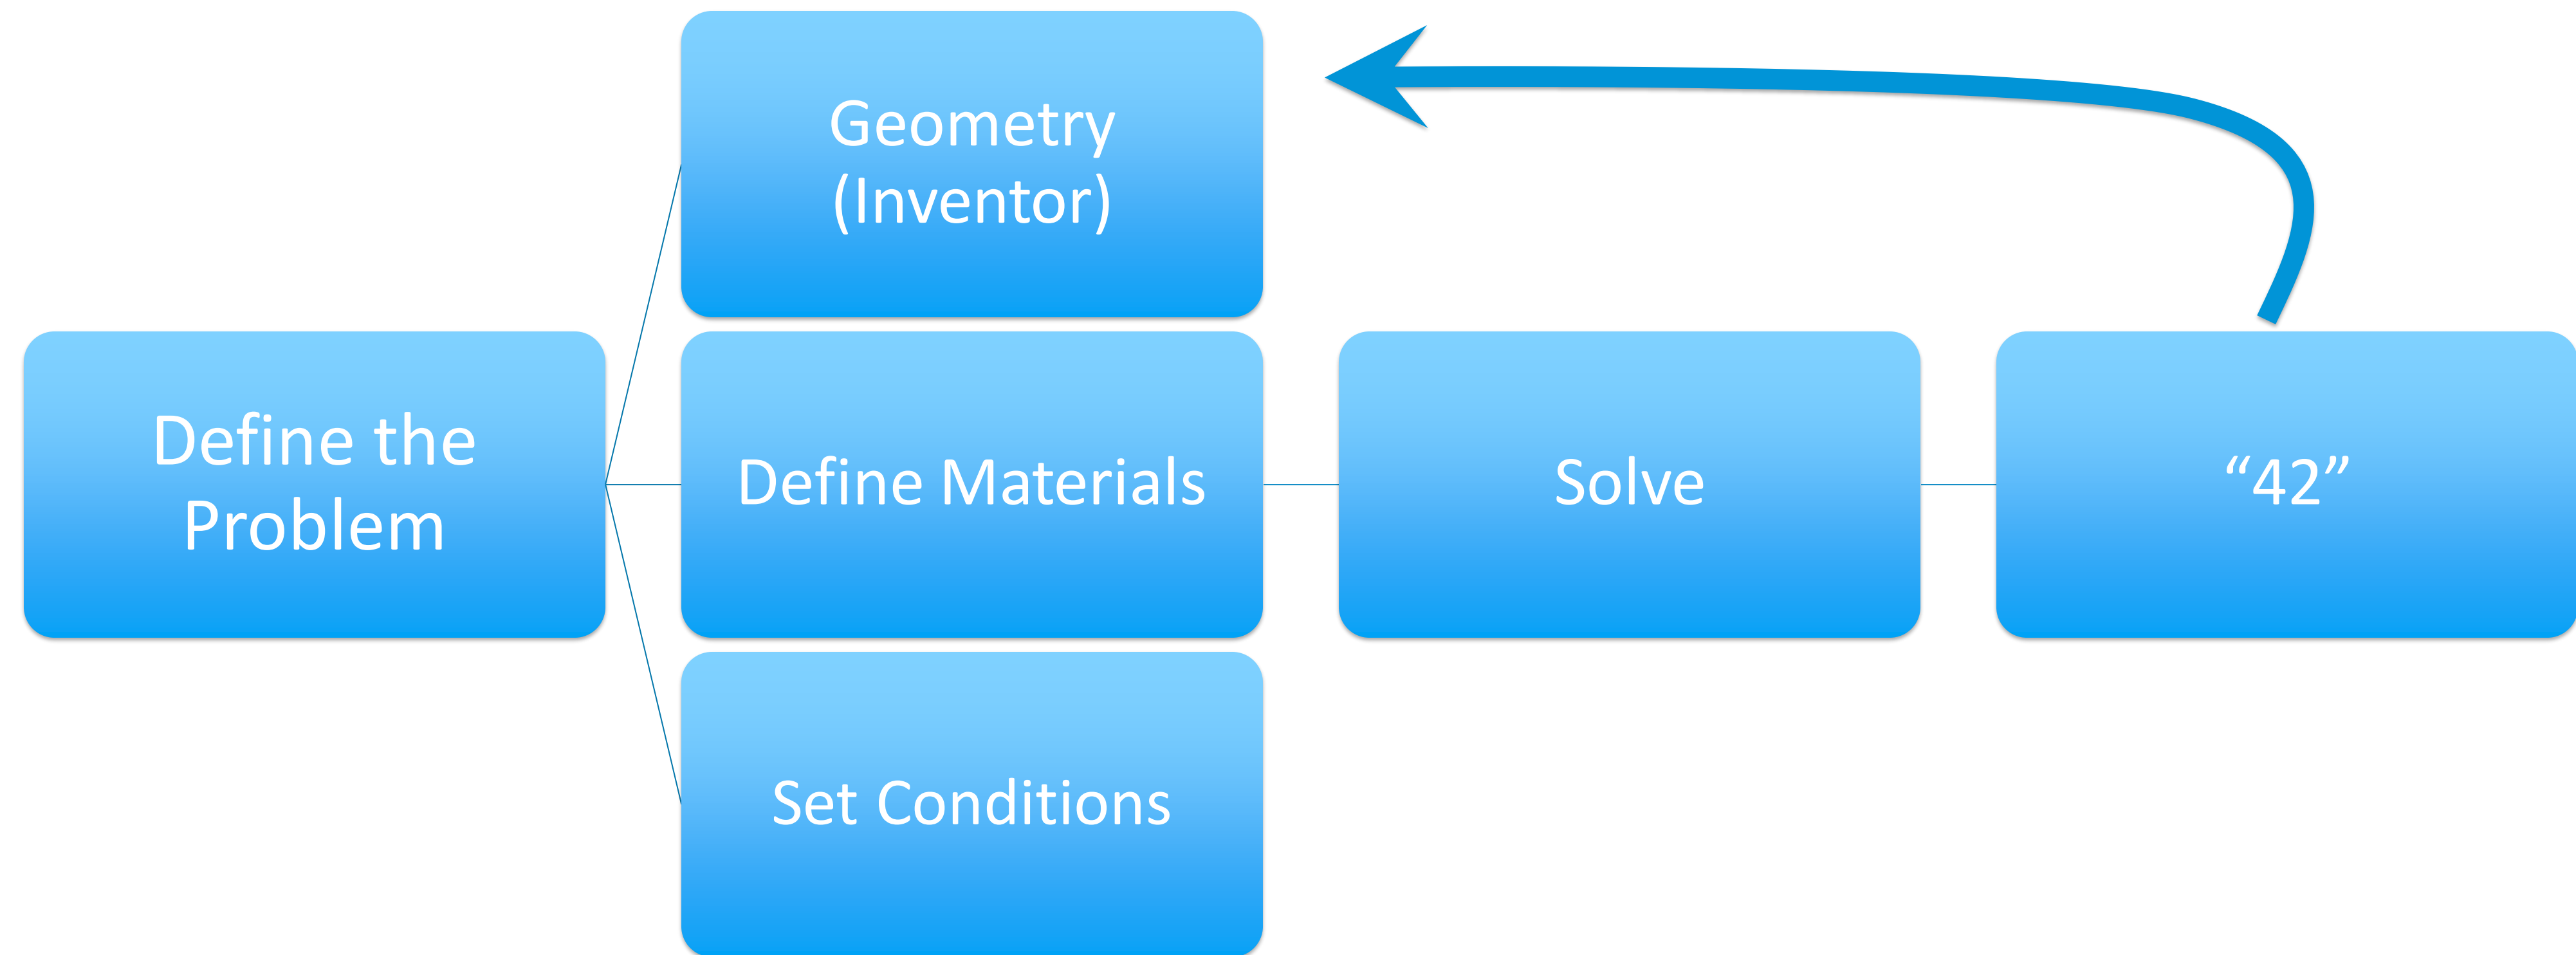 Define the
Problem
Geometry
(Inventor)
Define Materials
Set Conditions
Solve
“42”